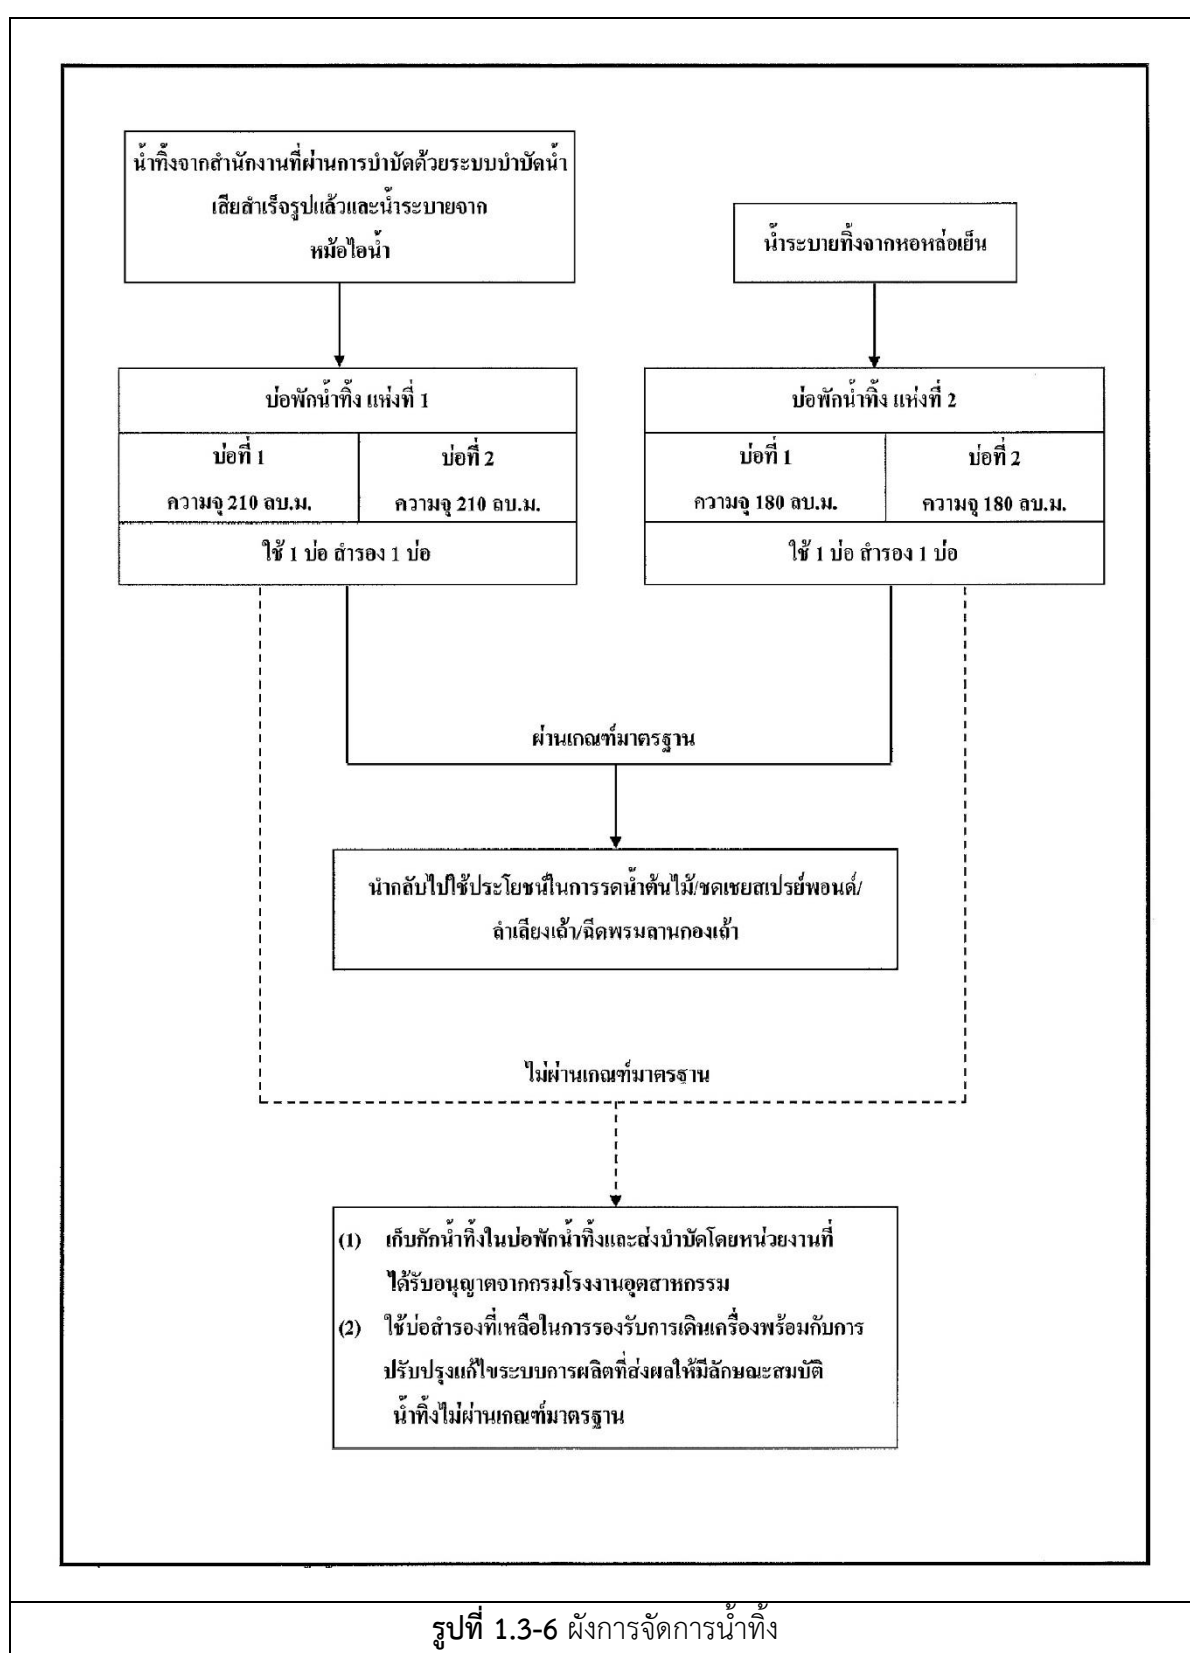 น้ำทิ้งจากสำนักงานที่ผ่านการบำบัดด้วยระบบบำบัดน้ำ
เสียสำเร็จรูปแล้วและน้ำระบายจาก
หม้อไอน้ำ
น้ำระบายทิ้งจากหอหล่อเย็น
บ่อพักน้ำทิ้ง แห่งที่ 1
บ่อที่ 1
ความจุ 210 ลบ.ม.
บ่อที่ 2
ความจุ 210 ลบ.ม.
ใช้ 1 บ่อ สำรอง 1 บ่อ
บ่อพักน้ำทิ้ง แห่งที่ 2
บ่อที่ 1
ความจุ 180 ลบ.ม.
บ่อที่ 2
ความจุ 180 ลบ.ม.
ใช้ 1 บ่อ สำรอง 1 บ่อ
ผ่านเกณฑ์มาตรฐาน
นำกลับไปใช้ประโยชน์ในการรดน้ำต้นไม้/ชดเชยสเปรย์พอนด์/
ลำเลียงเถ้า/ฉีดพรมลานกองเถ้า
ไม่ผ่านเกณฑ์มาตรฐาน
(1) เก็บกักน้ำทิ้งในบ่อพักน้ำทิ้งและส่งบำบัดโดยหน่วยงานที่
ได้รับอนุญาตจากกรมโรงงานอุตสาหกรรม
(2) ใช้บ่อสำรองที่เหลือในการรองรับการเดินเครื่องพร้อมกับการ
ปรับปรุงแก้ไขระบบการผลิตที่ส่งผลให้มีลักษณะสมบัติ
น้ำทิ้งไม่ผ่านเกณฑ์มาตรฐาน
รูปที่ 1.3-6 ผังการจัดการน้ำทิ้ง